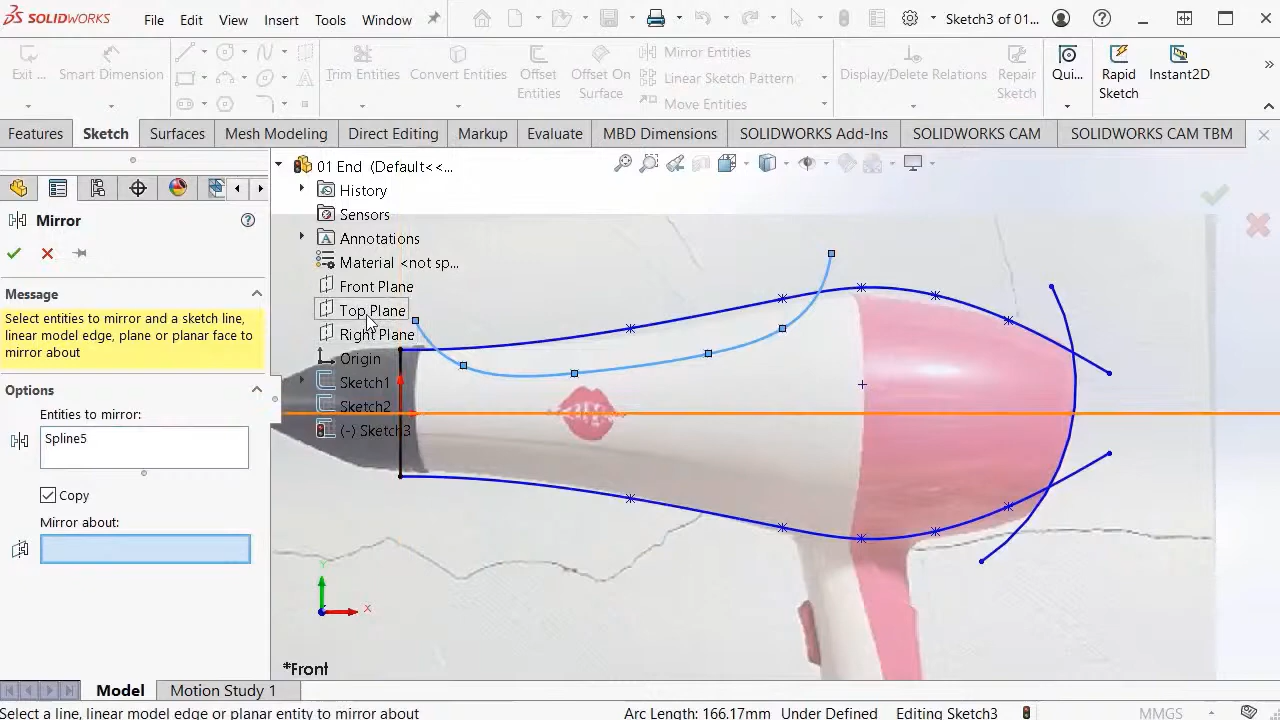 SOLIDWORKS
File
Edit
View
Insert
Tools
Window
Sketch3 of 01...
Exit ...
Smart Dimension
Trim Entities
Convert Entities
Offset
Entities
Offset On
Surface
Mirror Entities
Linear Sketch Pattern
Move Entities
Display/Delete Relations
Repair
Sketch
Qui...
Rapid
Sketch
Instant2D
Features
Sketch
Surfaces
Mesh Modeling
Direct Editing
Markup
Evaluate
MBD Dimensions
SOLIDWORKS Add-Ins
SOLIDWORKS CAM
SOLIDWORKS CAM TBM
Mirror
Message
Select entities to mirror and a sketch line,
linear model edge, plane or planar face to
mirror about
Options
Entities to mirror:
Spline5
Copy
Mirror about:
01 End (Default<<...
History
Sensors
Annotations
Material <not sp...
Front Plane
Top Plane
Right Plane
Origin
Sketch1
Sketch2
(-) Sketch3
Y
X
*Front
Model
Motion Study 1
Select a line, linear model edge or planar entity to mirror about
Arc Length: 166.17mm
Under Defined
Editing Sketch3
MMGS